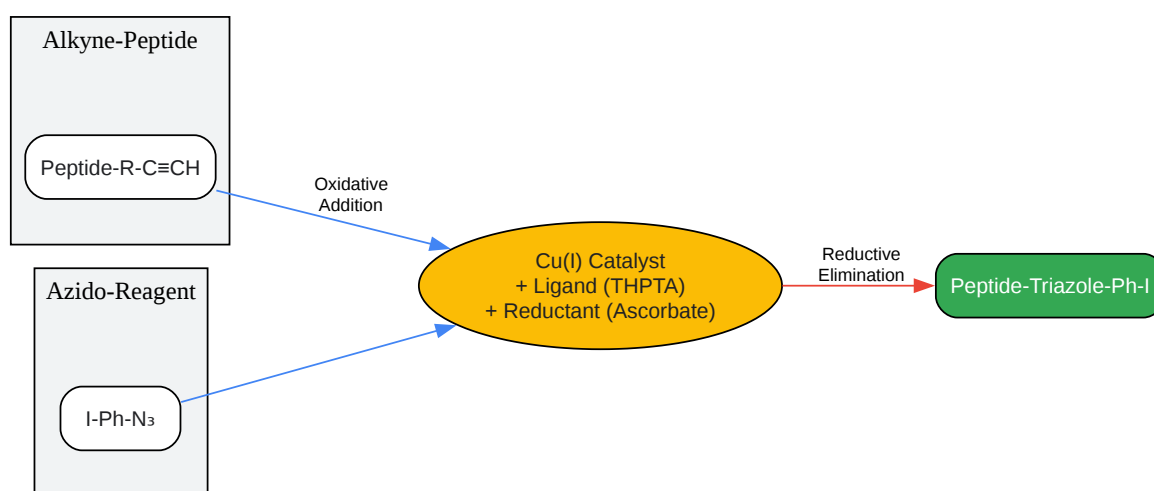 Alkyne-Peptide
Peptide-R-C≡CH
Oxidative
Addition
Azido-Reagent
I-Ph-N₃
Cu(I) Catalyst
+ Ligand (THPTA)
+ Reductant (Ascorbate)
Reductive
Elimination
Peptide-Triazole-Ph-I